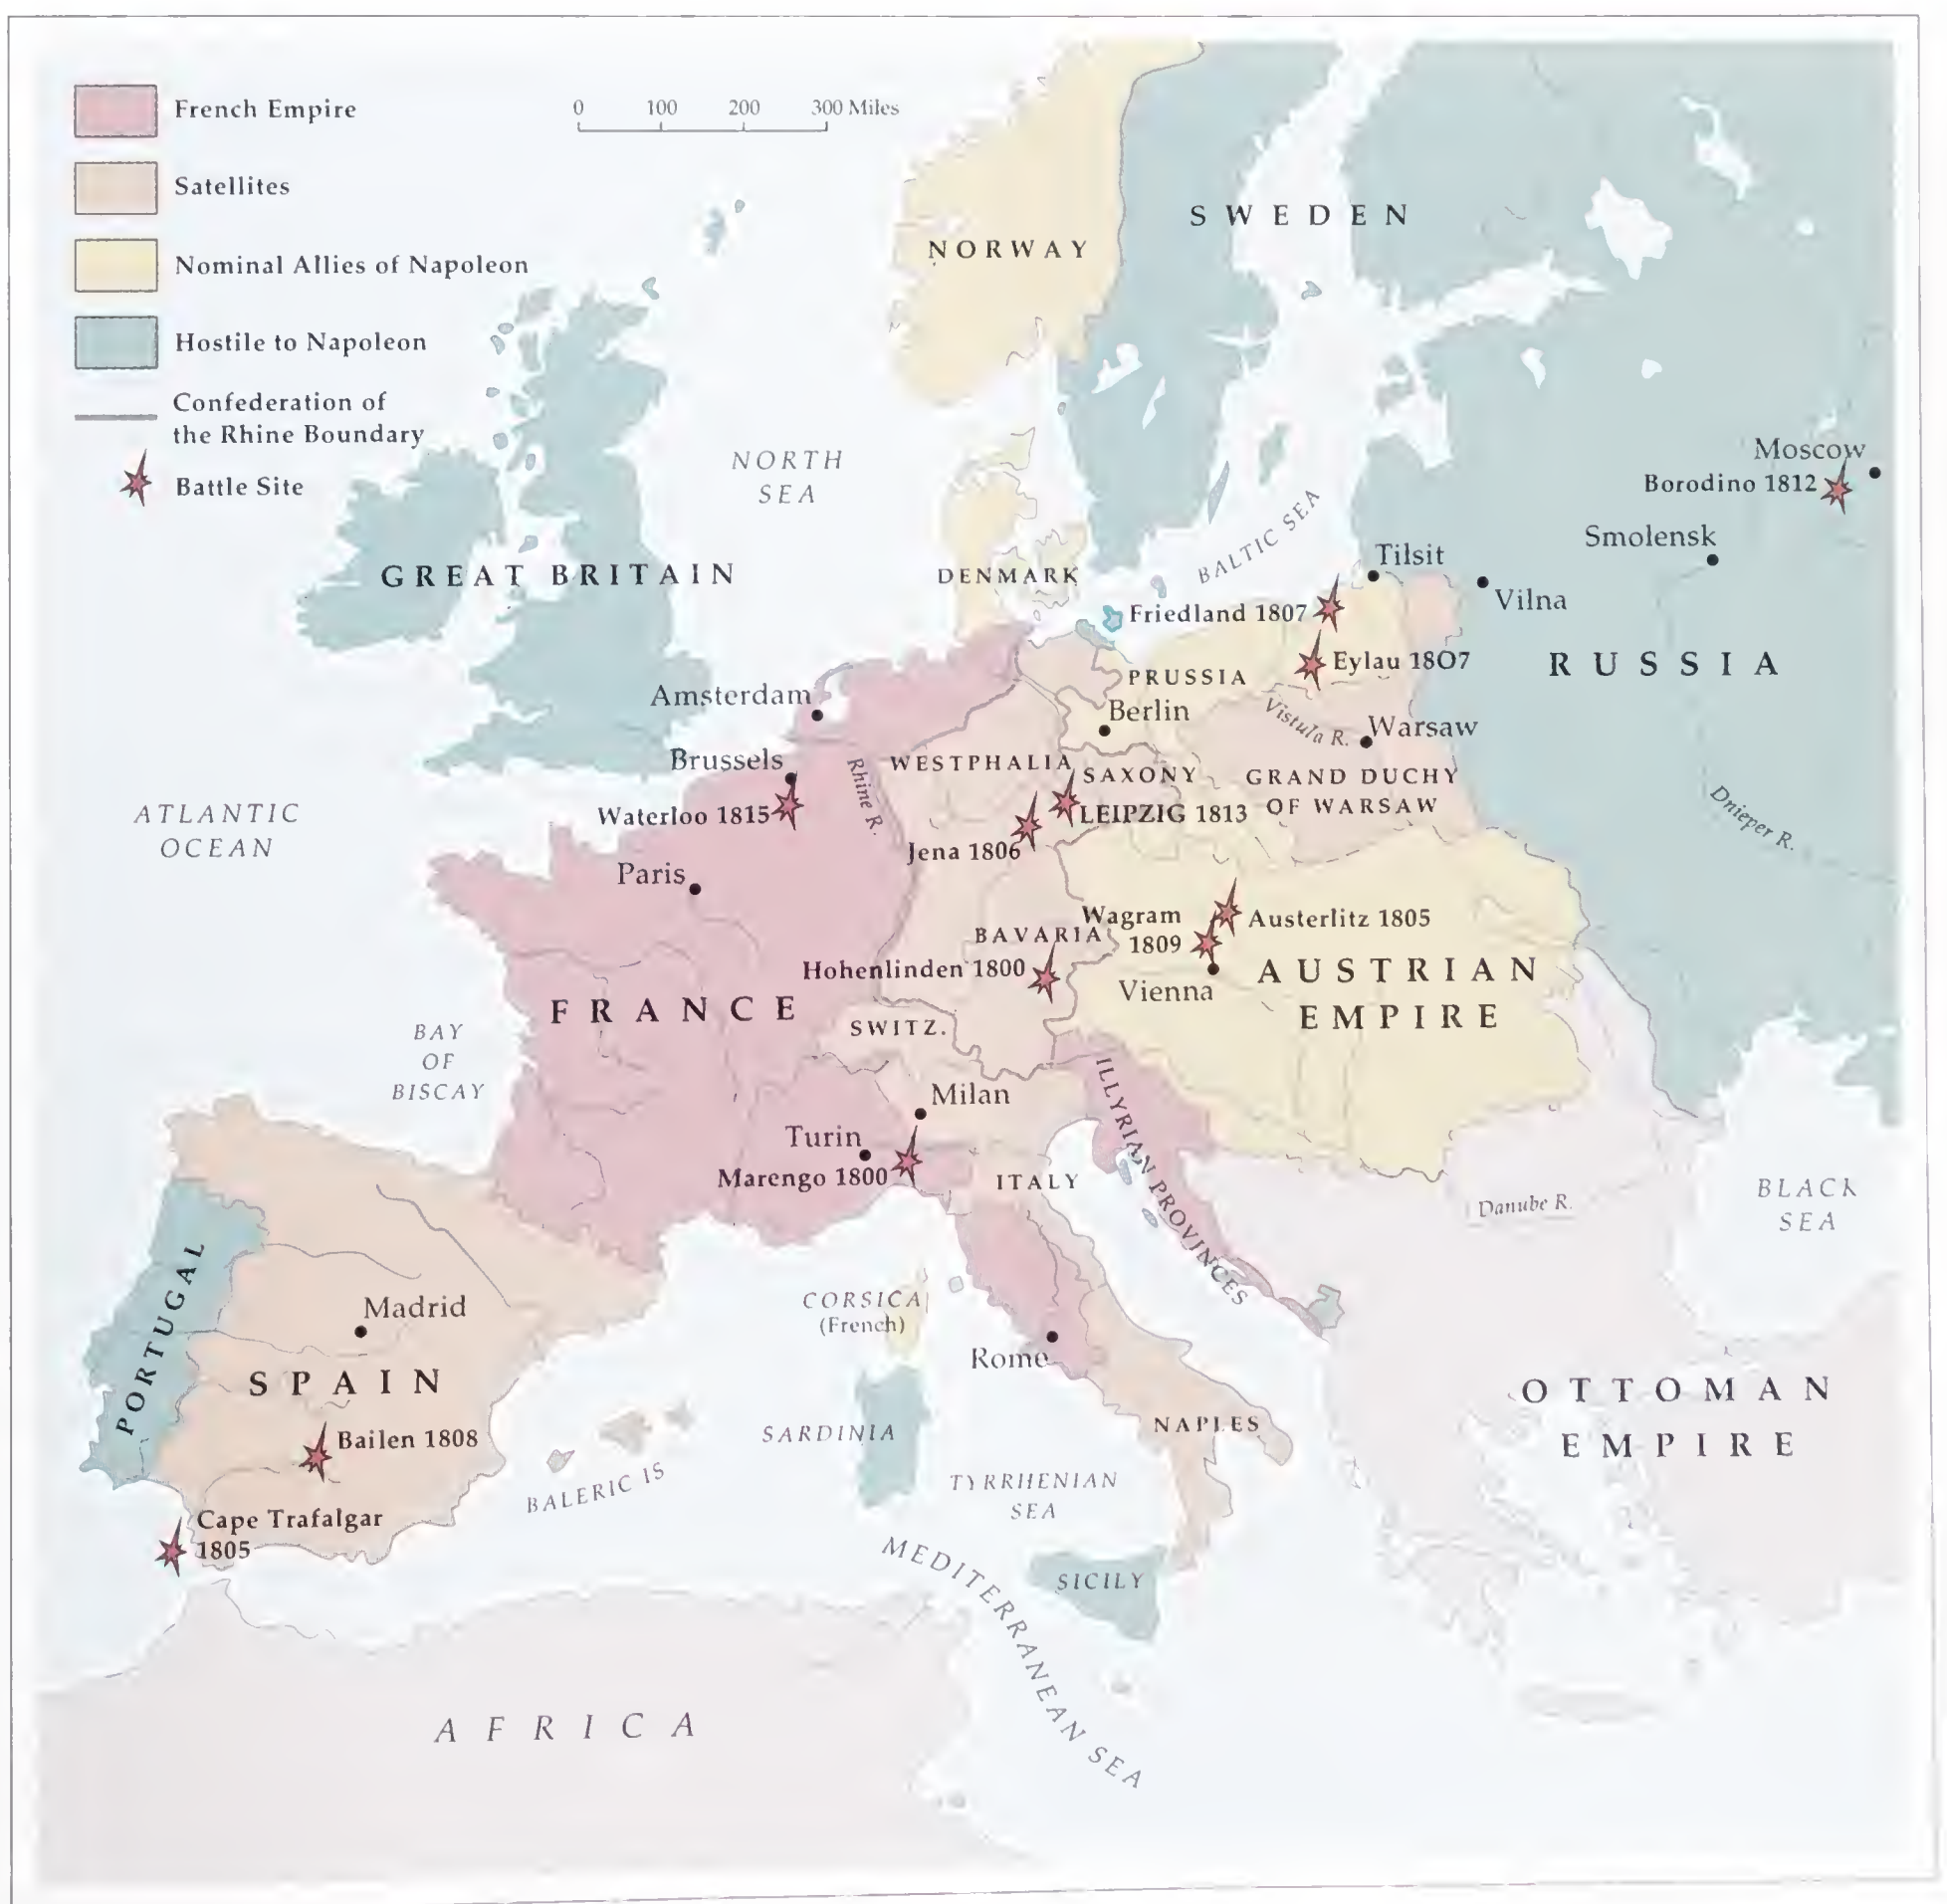 French Empire
Satellites
Nominal Allies of Napoleon
Hostile to Napoleon
Confederation of
the Rhine Boundary
Battle Site
0 100 200 300 Miles
NORWAY
SWEDEN
NORTH
SEA
Moscow
Borodino 1812
Smolensk
GREAT BRITAIN
DENMARK
BALTIC SEA
Tilsit
Vilna
Friedland 1807
Eylau 18O7
RUSSIA
PRUSSIA
Amsterdam
Berlin
Vistula R.
Warsaw
Brussels
Rhine R.
WESTPHALIA
SAXONY
GRAND DUCHY
OF WARSAW
Waterloo 1815
LEIPZIG 1813
Dnieper R.
ATLANTIC
OCEAN
Jena 1806
Paris
Wagram
1809
Austerlitz 1805
BAVARIA
Hohenlinden 1800
Vienna
AUSTRIAN
EMPIRE
FRANCE
SWITZ.
BAY
OF
BISCAY
Milan
ILLYRIAN PROVINCES
Turin
Marengo 1800
ITALY
Danube R.
BLACK
SEA
PORTUGAL
Madrid
CORSICA
(French)
Rome
SPAIN
OTTOMAN
EMPIRE
Bailen 1808
SARDINIA
NAPLES
BALERIC IS
TYRRHENIAN
SEA
Cape Trafalgar
1805
MEDITERRANEAN SEA
SICILY
AFRICA